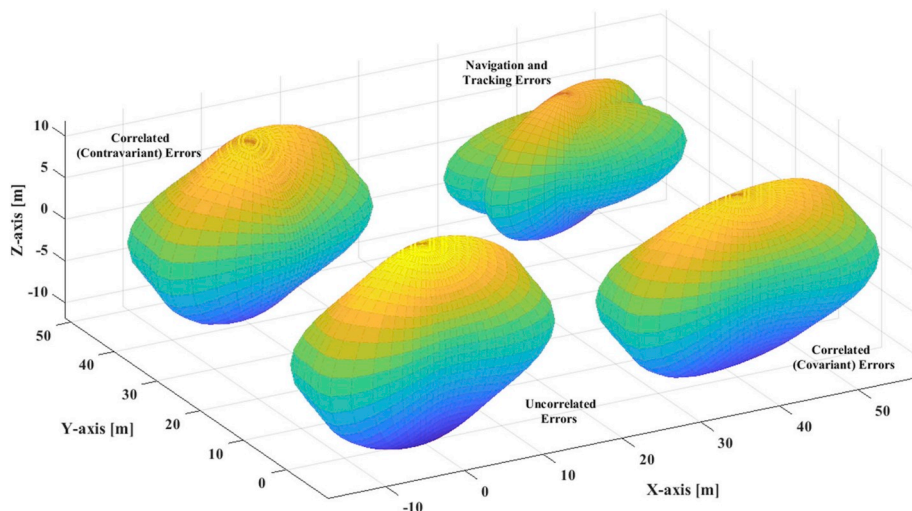 Navigation and
Tracking Errors
Correlated
(Contravariant) Errors
10
5
0
-5
-10
Z-axis [m]
50
40
30
20
10
0
Y-axis [m]
Uncorrelated
Errors
Correlated
(Covariant) Errors
-10
0
10
20
30
40
50
X-axis [m]